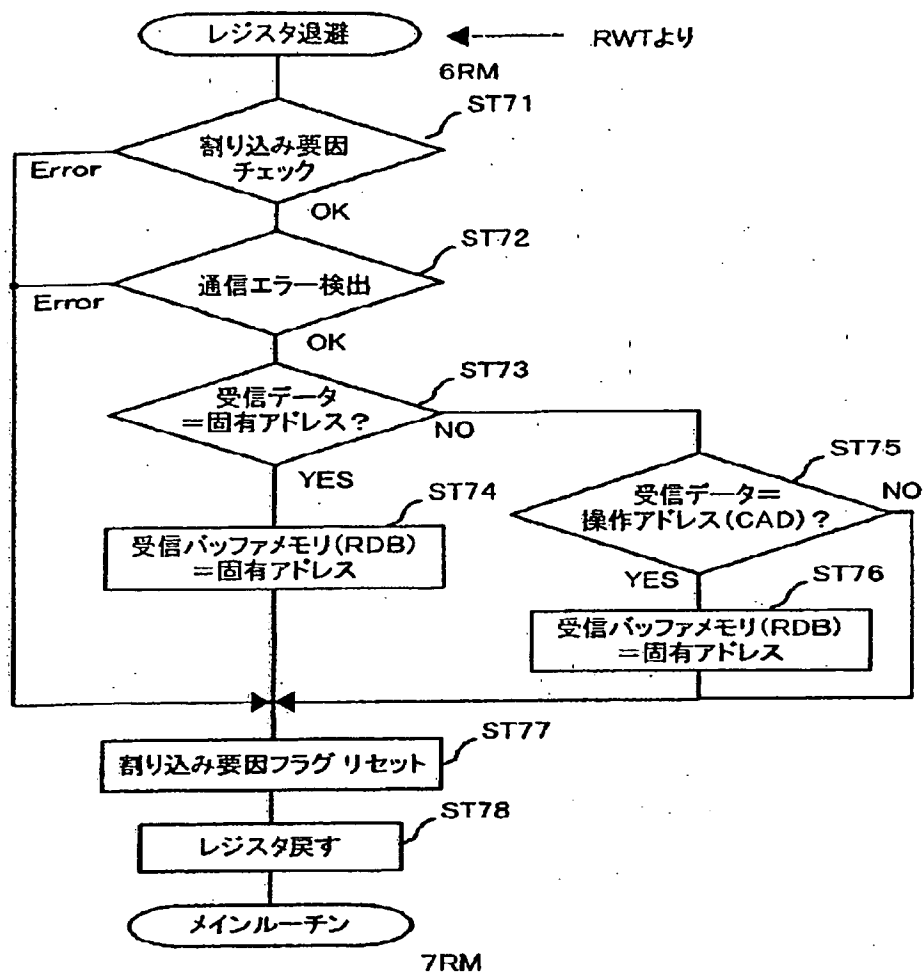 レジスタ退避
RWTより
6RM
ST71
割り込み要因
チェック
Error
OK
ST72
通信エラー検出
Error
OK
ST73
受信データ
=固有アドレス?
NO
YES
ST75
受信データ=
操作アドレス(CAD)?
NO
YES
ST74
受信バッファメモリ(RDB)
=固有アドレス
ST76
受信バッファメモリ(RDB)
=固有アドレス
ST77
割り込み要因フラグ リセット
ST78
レジスタ戻す
メインルーチン
7RM